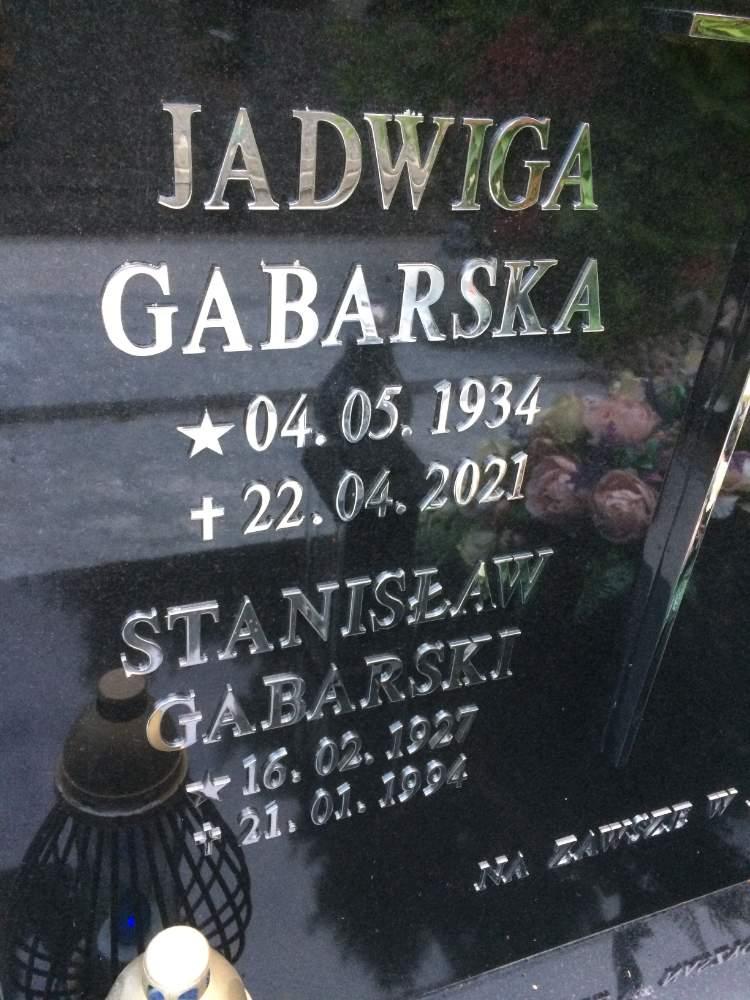 JADWIGA
GABARSKA
★ 04.05.1934
✝ 22.04.2021
STANISŁAW
GABARSKI
★ 16.02.1927
✝ 21.01.1994
NA ZAWSZE W